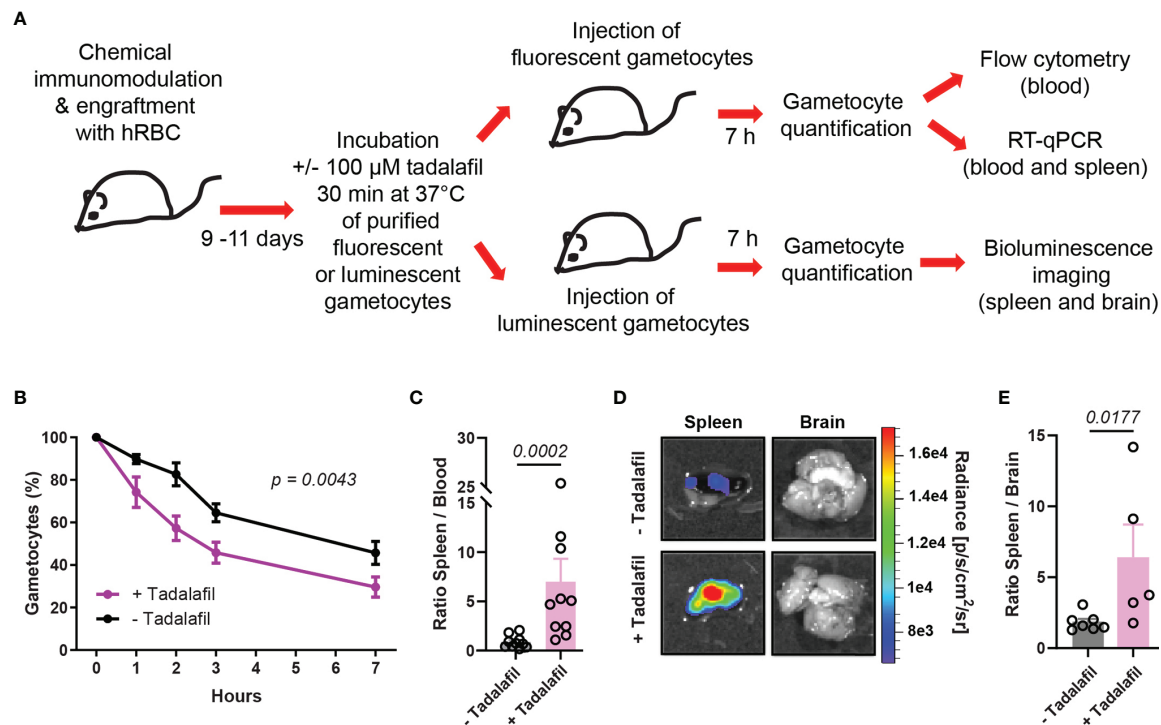 A
Chemical
immunomodulation
& engraftment
with hRBC
9 -11 days
Incubation
+/- 100 µM tadalafil
30 min at 37°C
of purified
fluorescent
or luminescent
gametocytes
Injection of
fluorescent gametocytes
7 h
Gametocyte
quantification
Flow cytometry
(blood)
RT-qPCR
(blood and spleen)
Injection of
luminescent gametocytes
7 h
Gametocyte
quantification
Bioluminescence
imaging
(spleen and brain)
B
Gametocytes (%)
100
80
60
40
20
0
p = 0.0043
+ Tadalafil
- Tadalafil
0 1 2 3 4 5 6 7
Hours
C
Ratio Spleen / Blood
30
25
15
10
5
0
0.0002
- Tadalafil
+ Tadalafil
D
Spleen Brain
- Tadalafil
+ Tadalafil
1.6e4
1.4e4
1.2e4
1e4
8e3
Radiance [p/s/cm²/sr]
E
Ratio Spleen / Brain
15
10
5
0
0.0177
- Tadalafil
+ Tadalafil